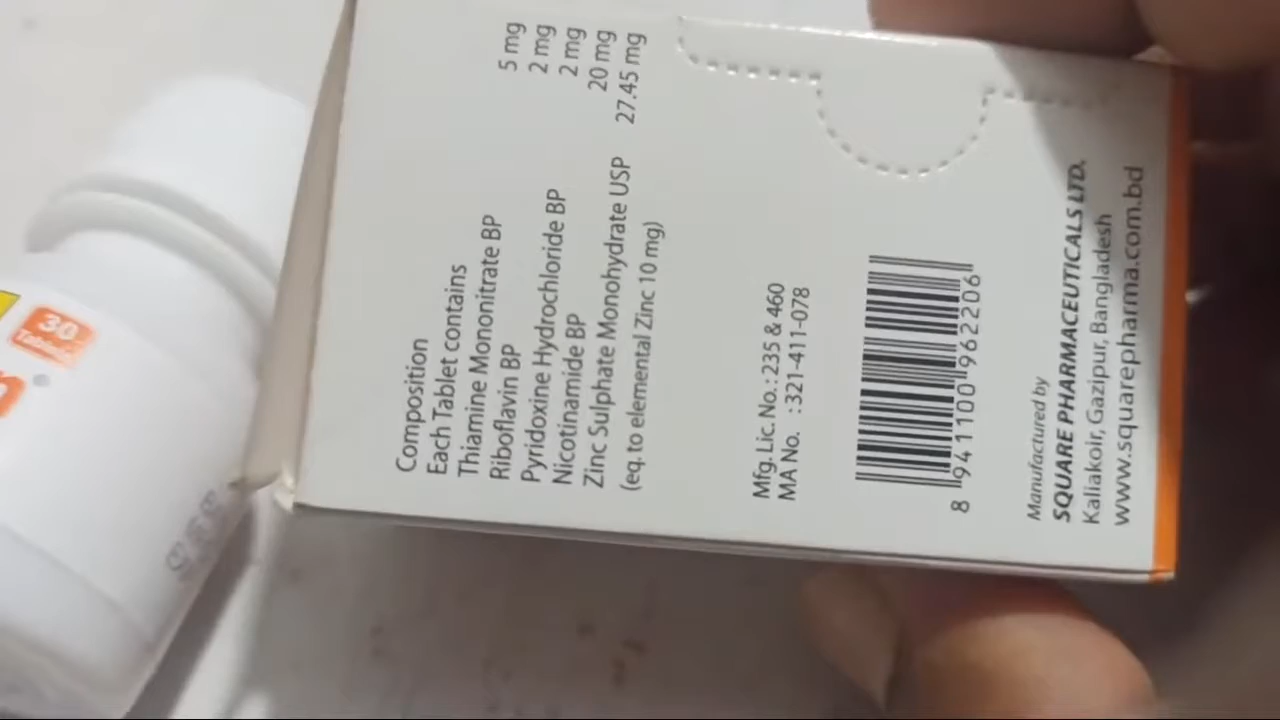 Composition
Each Tablet contains
Thiamine Mononitrate BP 5 mg
Riboflavin BP 2 mg
Pyridoxine Hydrochloride BP 2 mg
Nicotinamide BP 20 mg
Zinc Sulphate Monohydrate USP 27.45 mg
(eq. to elemental Zinc 10 mg)
Mfg. Lic. No. : 235 & 460
MA No. :321-411-078
8 941100 962206
Manufactured by
SQUARE PHARMACEUTICALS LTD.
Kaliakoir, Gazipur, Bangladesh
www.squarepharma.com.bd
30
Tablets